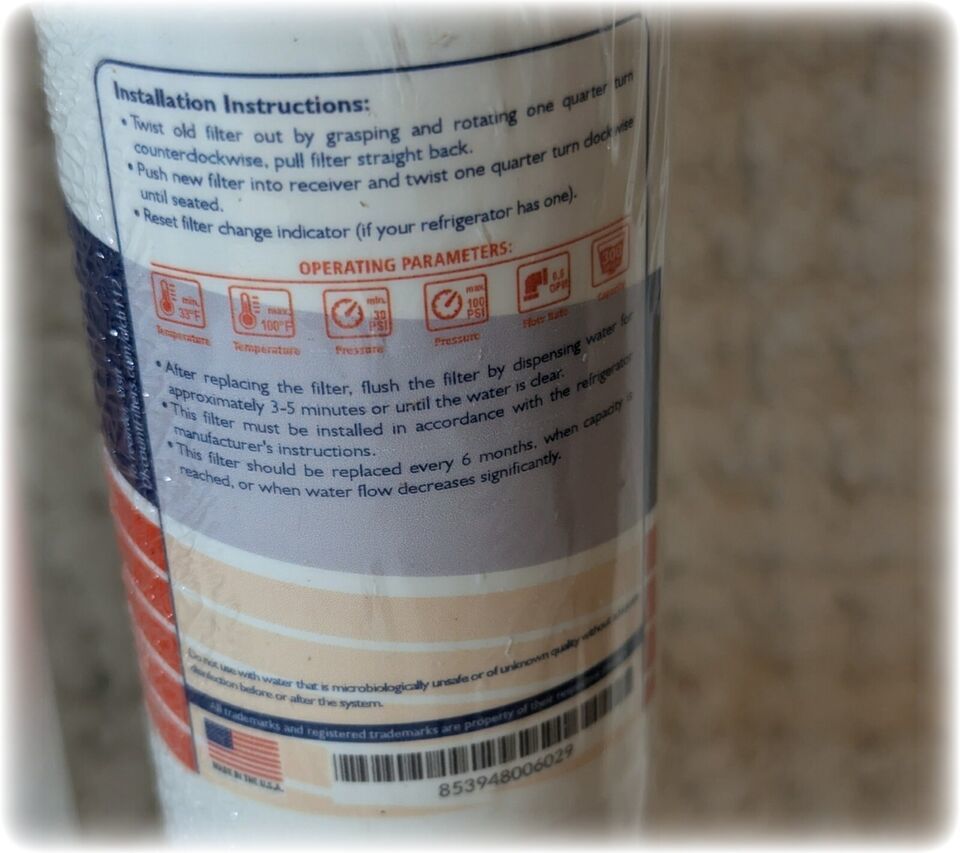 Installation Instructions:
• Twist old filter out by grasping and rotating one quarter turn
counterclockwise, pull filter straight back.
• Push new filter into receiver and twist one quarter turn clockwise
until seated.
• Reset filter change indicator (if your refrigerator has one).
OPERATING PARAMETERS:
min. 33°F
max. 100°F
min. 30 PSI
max. 100 PSI
0.5 GPM
300
Temperature
Temperature
Pressure
Pressure
Flow Rate
Capacity
• After replacing the filter, flush the filter by dispensing water for
approximately 3-5 minutes or until the water is clear.
• This filter must be installed in accordance with the refrigerator
manufacturer's instructions.
• This filter should be replaced every 6 months, when capacity is
reached, or when water flow decreases significantly.
Do not use with water that is microbiologically unsafe or of unknown quality without adequate
disinfection before or after the system.
All trademarks and registered trademarks are property of their
MADE IN THE U.S.A.
853948006029